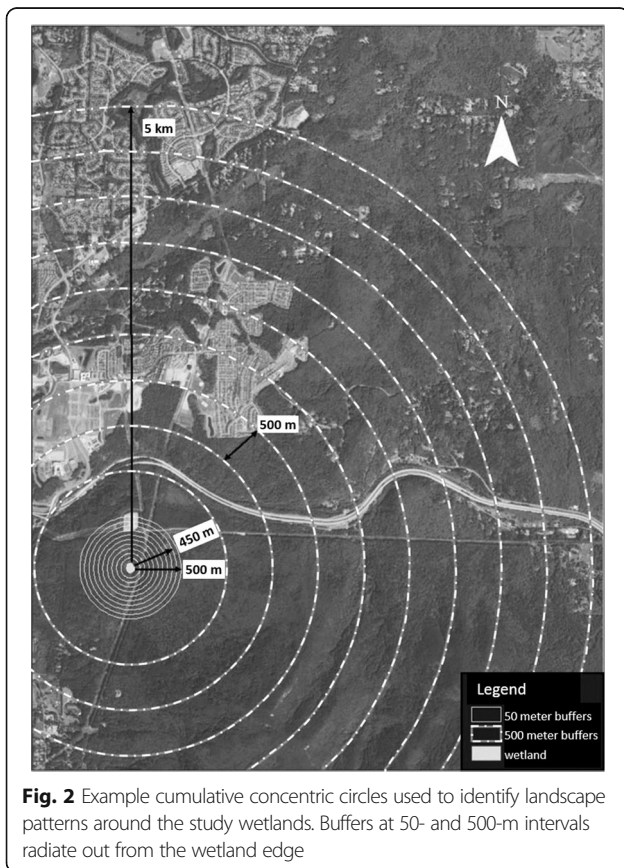 5 km
N
500 m
450 m
500 m
Legend
50 meter buffers
500 meter buffers
wetland
Fig. 2 Example cumulative concentric circles used to identify landscape
patterns around the study wetlands. Buffers at 50- and 500-m intervals
radiate out from the wetland edge